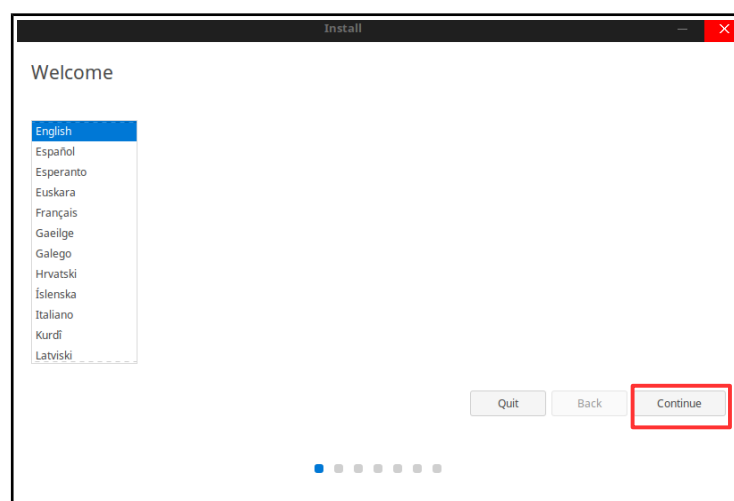 Install
Welcome
English
Español
Esperanto
Euskara
Français
Gaeilge
Galego
Hrvatski
Íslenska
Italiano
Kurdî
Latviski
Quit Back Continue